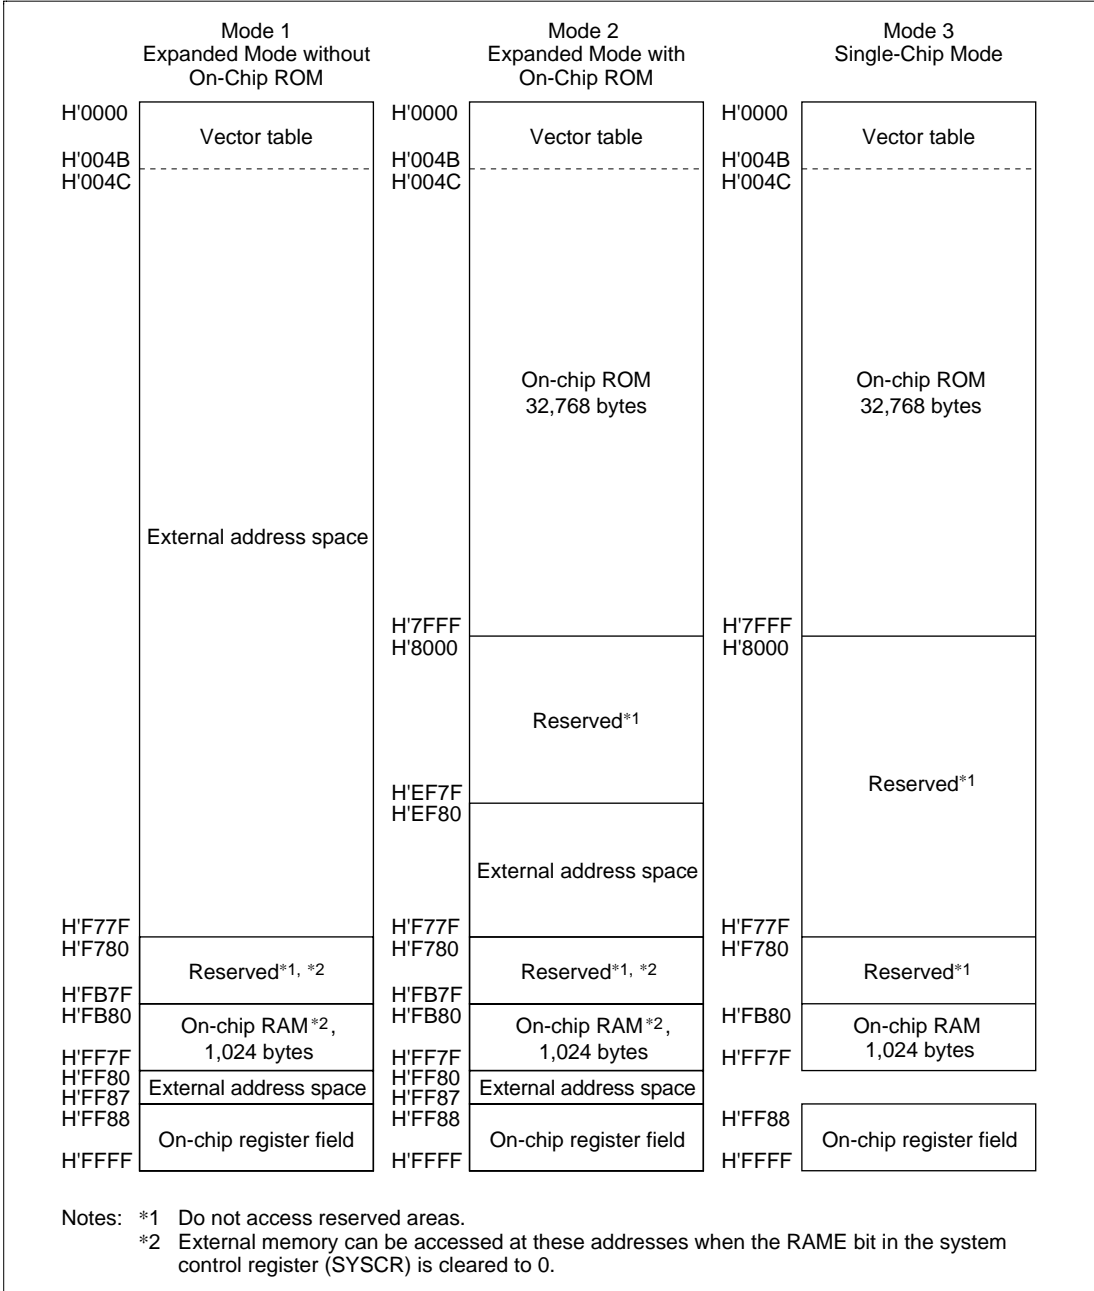 Mode 1
Expanded Mode without
On-Chip ROM
H'0000
Vector table
H'004B
H'004C
External address space
H'F77F
H'F780
Reserved*1, *2
H'FB7F
H'FB80
On-chip RAM*2,
1,024 bytes
H'FF7F
H'FF80
External address space
H'FF87
H'FF88
On-chip register field
H'FFFF
Mode 2
Expanded Mode with
On-Chip ROM
H'0000
Vector table
H'004B
H'004C
On-chip ROM
32,768 bytes
H'7FFF
H'8000
Reserved*1
H'EF7F
H'EF80
External address space
H'F77F
H'F780
Reserved*1, *2
H'FB7F
H'FB80
On-chip RAM*2,
1,024 bytes
H'FF7F
H'FF80
External address space
H'FF87
H'FF88
On-chip register field
H'FFFF
Mode 3
Single-Chip Mode
H'0000
Vector table
H'004B
H'004C
On-chip ROM
32,768 bytes
H'7FFF
H'8000
Reserved*1
H'F77F
H'F780
Reserved*1
H'FB80
On-chip RAM
1,024 bytes
H'FF7F
H'FF88
On-chip register field
H'FFFF
Notes: *1 Do not access reserved areas.
*2 External memory can be accessed at these addresses when the RAME bit in the system
control register (SYSCR) is cleared to 0.